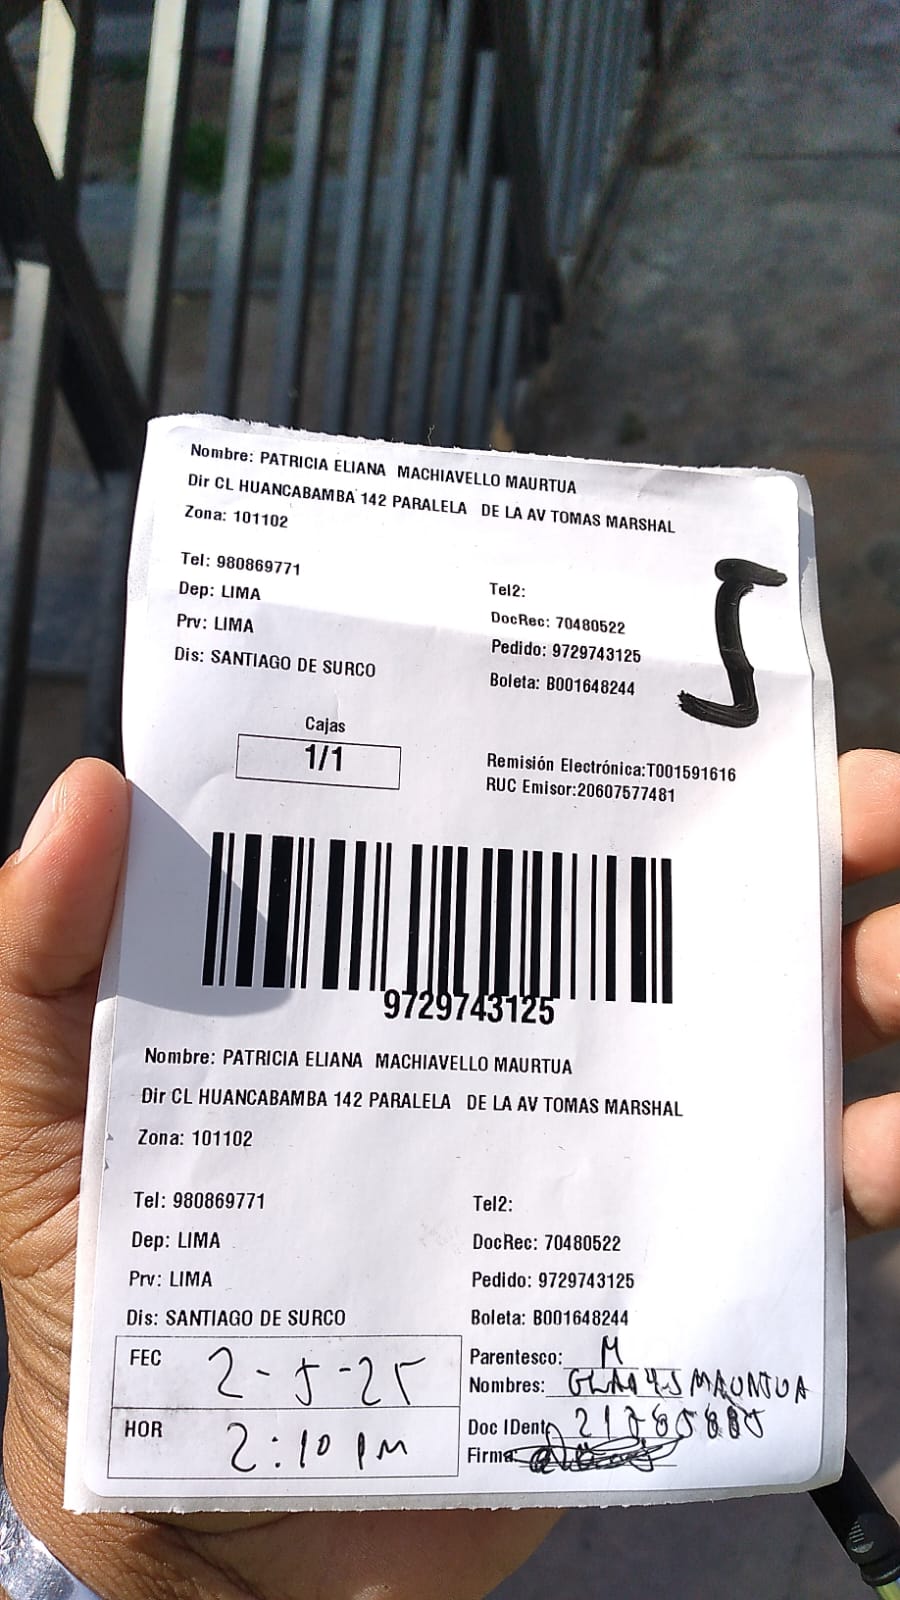 Nombre: PATRICIA ELIANA MACHIAVELLO MAURTUA
Dir CL HUANCABAMBA 142 PARALELA DE LA AV TOMAS MARSHAL
Zona: 101102
Tel: 980869771
Tel2:
Dep: LIMA
DocRec: 70480522
Prv: LIMA
Pedido: 9729743125
Dis: SANTIAGO DE SURCO
Boleta: B001648244
Cajas
1/1
Remisión Electrónica:T001591616
RUC Emisor:20607577481
9729743125
Nombre: PATRICIA ELIANA MACHIAVELLO MAURTUA
Dir CL HUANCABAMBA 142 PARALELA DE LA AV TOMAS MARSHAL
Zona: 101102
Tel: 980869771
Tel2:
Dep: LIMA
DocRec: 70480522
Prv: LIMA
Pedido: 9729743125
Dis: SANTIAGO DE SURCO
Boleta: B001648244
FEC 2-5-25
Parentesco: M
Nombres: GLADYS MAURTUA
HOR 2:10 PM
Doc IDent
Firma: